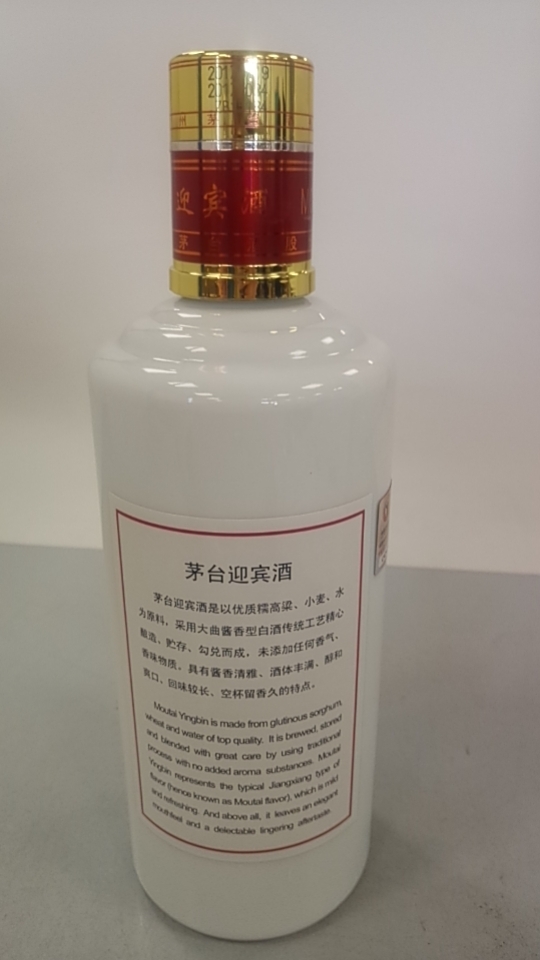 茅
迎宾酒 M
茅台
茅台迎宾酒
茅台迎宾酒是以优质糯高粱、小麦、水
为原料，采用大曲酱香型白酒传统工艺精心
酿造、贮存、勾兑而成，未添加任何香气、
香味物质，具有酱香清雅、酒体丰满、醇和
爽口、回味较长、空杯留香久的特点。
Moutai Yingbin is made from glutinous sorghum,
wheat and water of top quality. It is brewed, stored
and blended with great care by using traditional
process with no added aroma substances. Moutai
Yingbin represents the typical Jiangxiang type of
flavor (hence known as Moutai flavor), which is mild
and refreshing. And above all, it leaves an elegant
mouthfeel and a delectable lingering aftertaste.